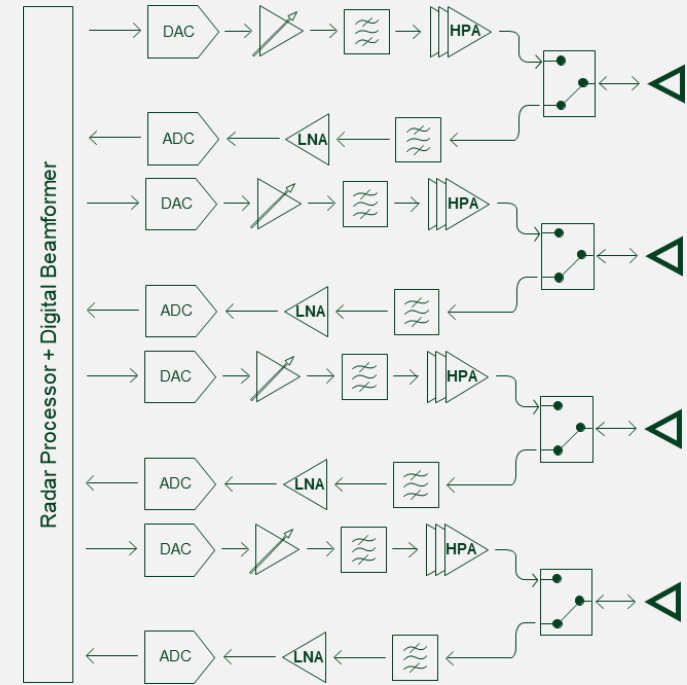 Radar Processor + Digital Beamformer
DAC
HPA
ADC
LNA
DAC
HPA
ADC
LNA
DAC
HPA
ADC
LNA
DAC
HPA
ADC
LNA